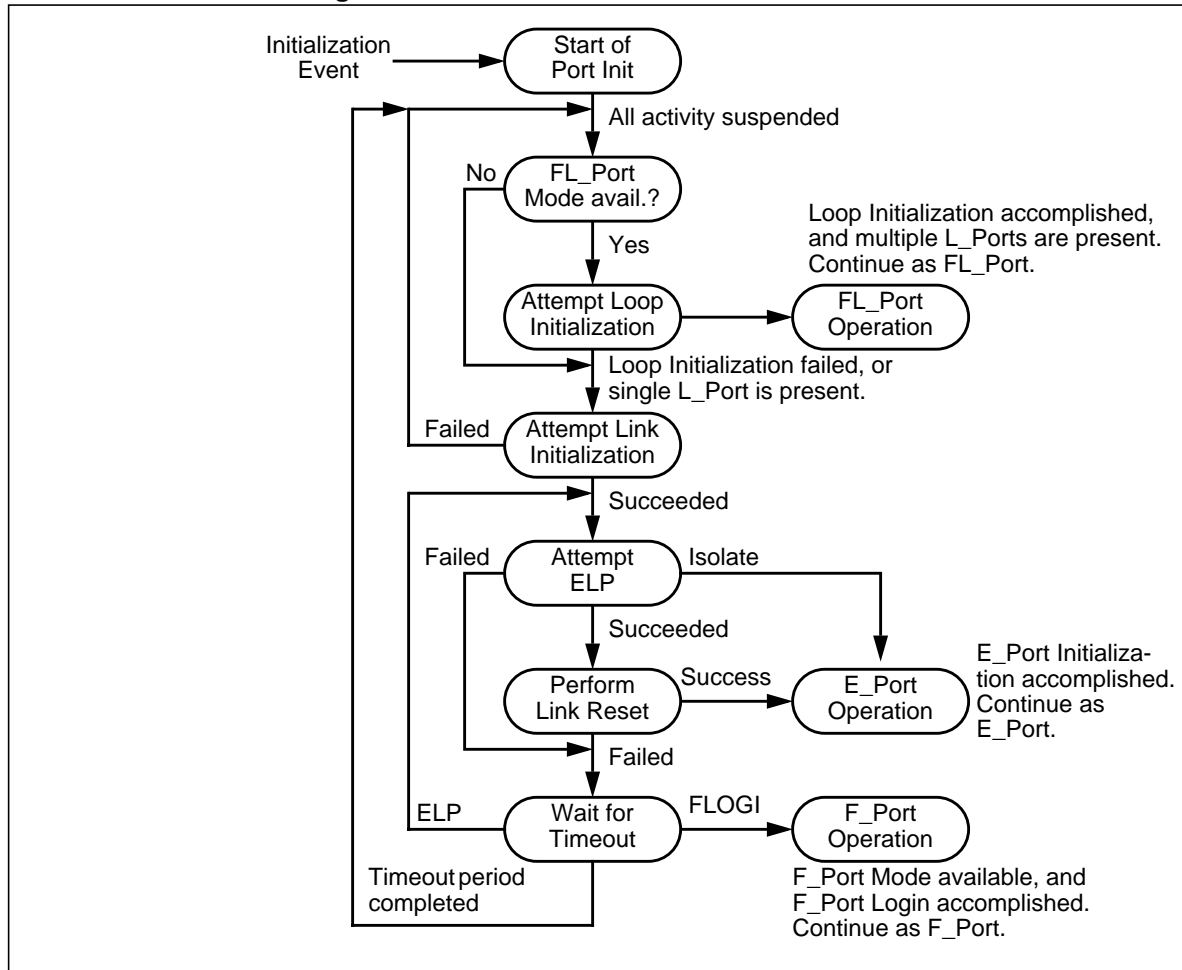 Initialization
Event
Start of
Port Init
All activity suspended
No
FL_Port
Mode avail.?
Yes
Loop Initialization accomplished,
and multiple L_Ports are present.
Continue as FL_Port.
Attempt Loop
Initialization
FL_Port
Operation
Loop Initialization failed, or
single L_Port is present.
Failed
Attempt Link
Initialization
Succeeded
Failed
Attempt
ELP
Isolate
Succeeded
Perform
Link Reset
Success
E_Port
Operation
E_Port Initializa-
tion accomplished.
Continue as
E_Port.
Failed
ELP
Wait for
Timeout
FLOGI
F_Port
Operation
Timeout period
completed
F_Port Mode available, and
F_Port Login accomplished.
Continue as F_Port.